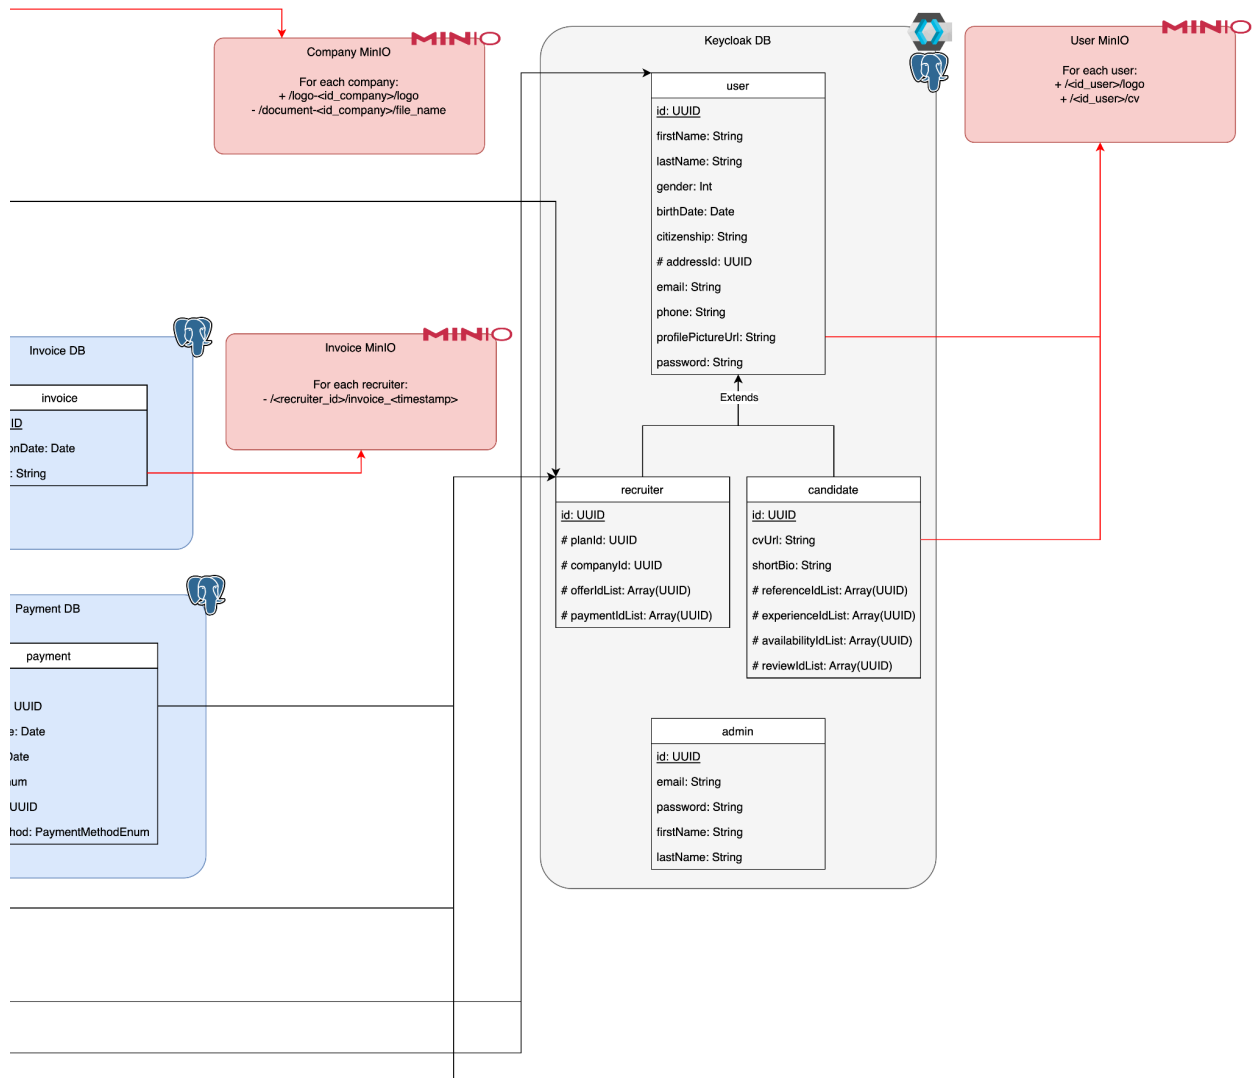 MINIO
Company MinIO
For each company:
+ /logo-<id_company>/logo
- /document-<id_company>/file_name
Keycloak DB
user
id: UUID
firstName: String
lastName: String
gender: Int
birthDate: Date
citizenship: String
# addressId: UUID
email: String
phone: String
profilePictureUrl: String
password: String
MINIO
User MinIO
For each user:
+ /<id_user>/logo
+ /<id_user>/cv
Invoice DB
invoice
ID
onDate: Date
: String
MINIO
Invoice MinIO
For each recruiter:
- /<recruiter_id>/invoice_<timestamp>
Extends
recruiter
id: UUID
# planId: UUID
# companyId: UUID
# offerIdList: Array(UUID)
# paymentIdList: Array(UUID)
candidate
id: UUID
cvUrl: String
shortBio: String
# referenceIdList: Array(UUID)
# experienceIdList: Array(UUID)
# availabilityIdList: Array(UUID)
# reviewIdList: Array(UUID)
Payment DB
payment
UUID
e: Date
Date
num
UUID
hod: PaymentMethodEnum
admin
id: UUID
email: String
password: String
firstName: String
lastName: String